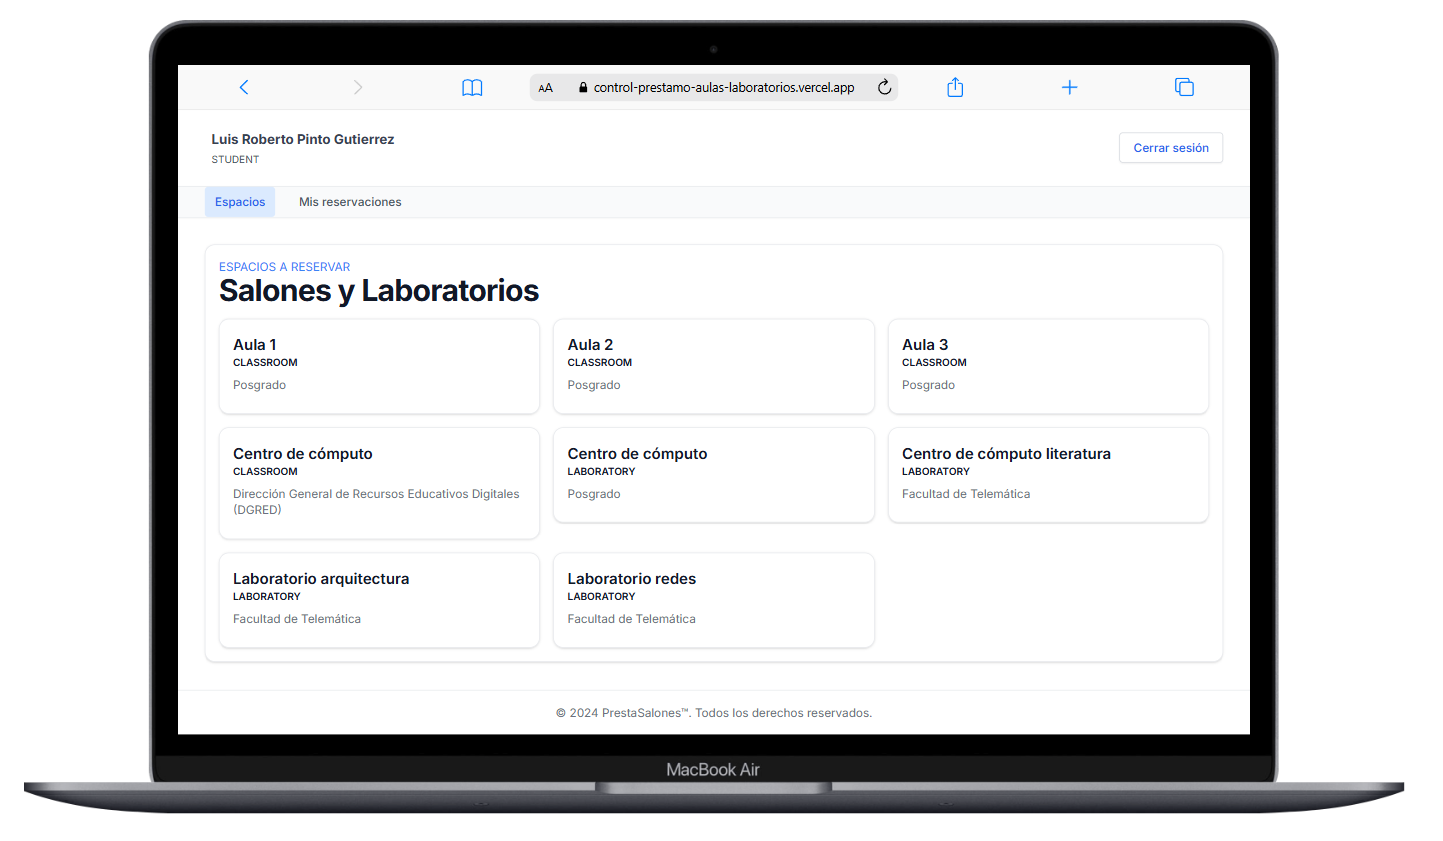 AA control-prestamo-aulas-laboratorios.vercel.app
Luis Roberto Pinto Gutierrez
STUDENT
Cerrar sesión
Espacios Mis reservaciones
ESPACIOS A RESERVAR
Salones y Laboratorios
Aula 1
CLASSROOM
Posgrado
Aula 2
CLASSROOM
Posgrado
Aula 3
CLASSROOM
Posgrado
Centro de cómputo
CLASSROOM
Dirección General de Recursos Educativos Digitales
(DGRED)
Centro de cómputo
LABORATORY
Posgrado
Centro de cómputo literatura
LABORATORY
Facultad de Telemática
Laboratorio arquitectura
LABORATORY
Facultad de Telemática
Laboratorio redes
LABORATORY
Facultad de Telemática
© 2024 PrestaSalones™. Todos los derechos reservados.
MacBook Air